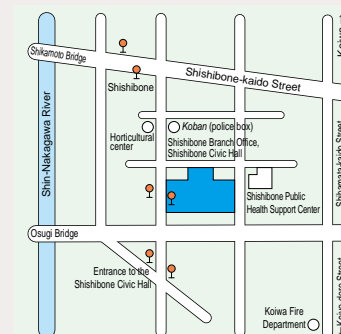 Shikamoto Bridge
Shishibone-kaido Street
Shishibone
Shin-Nakagawa River
Horticultural
center
Koban (police box)
Shishibone Branch Office,
Shishibone Civic Hall
Shishibone Public
Health Support Center
Shibamata-kaido Street
Osugi Bridge
Entrance to the
Shishibone Civic Hall
Koiwa Fire
Department